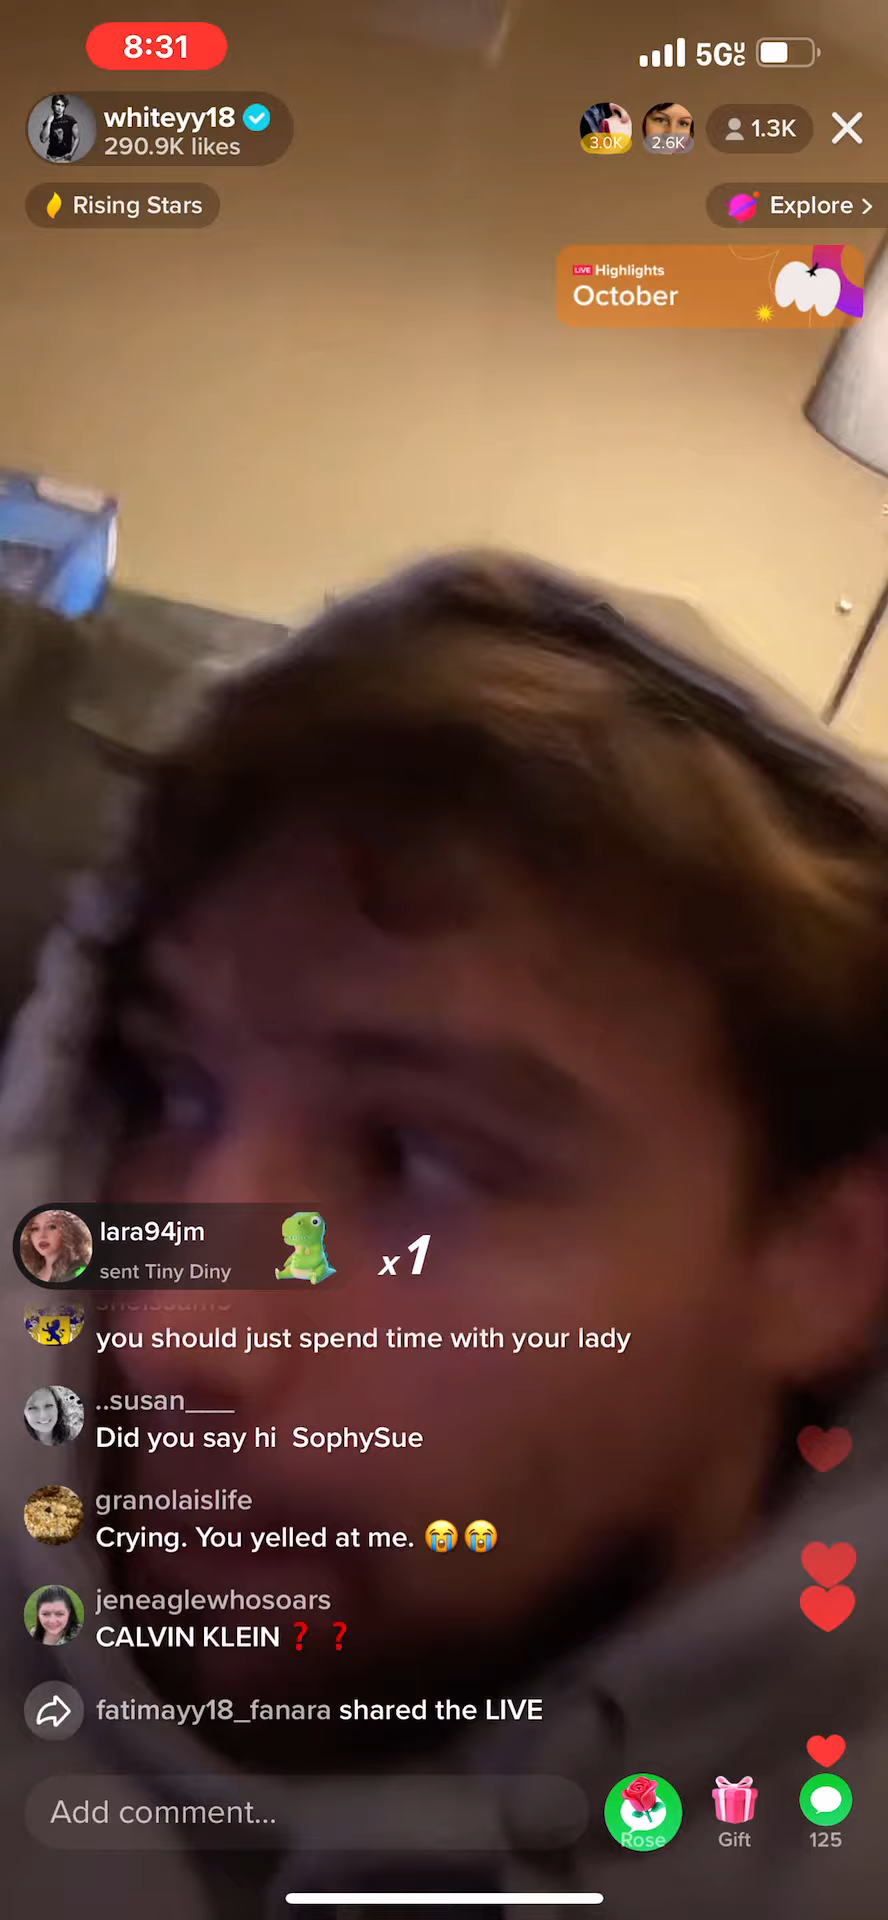 8:31
5G UC
whiteyy18
290.9K likes
3.0K
2.6K
1.3K
Rising Stars
Explore >
LIVE Highlights
October
lara94jm
sent Tiny Diny
x1
you should just spend time with your lady
..susan___
Did you say hi  SophySue
granolaislife
Crying. You yelled at me. 😭😭
jeneaglewhosoars
CALVIN KLEIN ❓ ❓
fatimayy18_fanara shared the LIVE
Add comment...
Rose
Gift
125